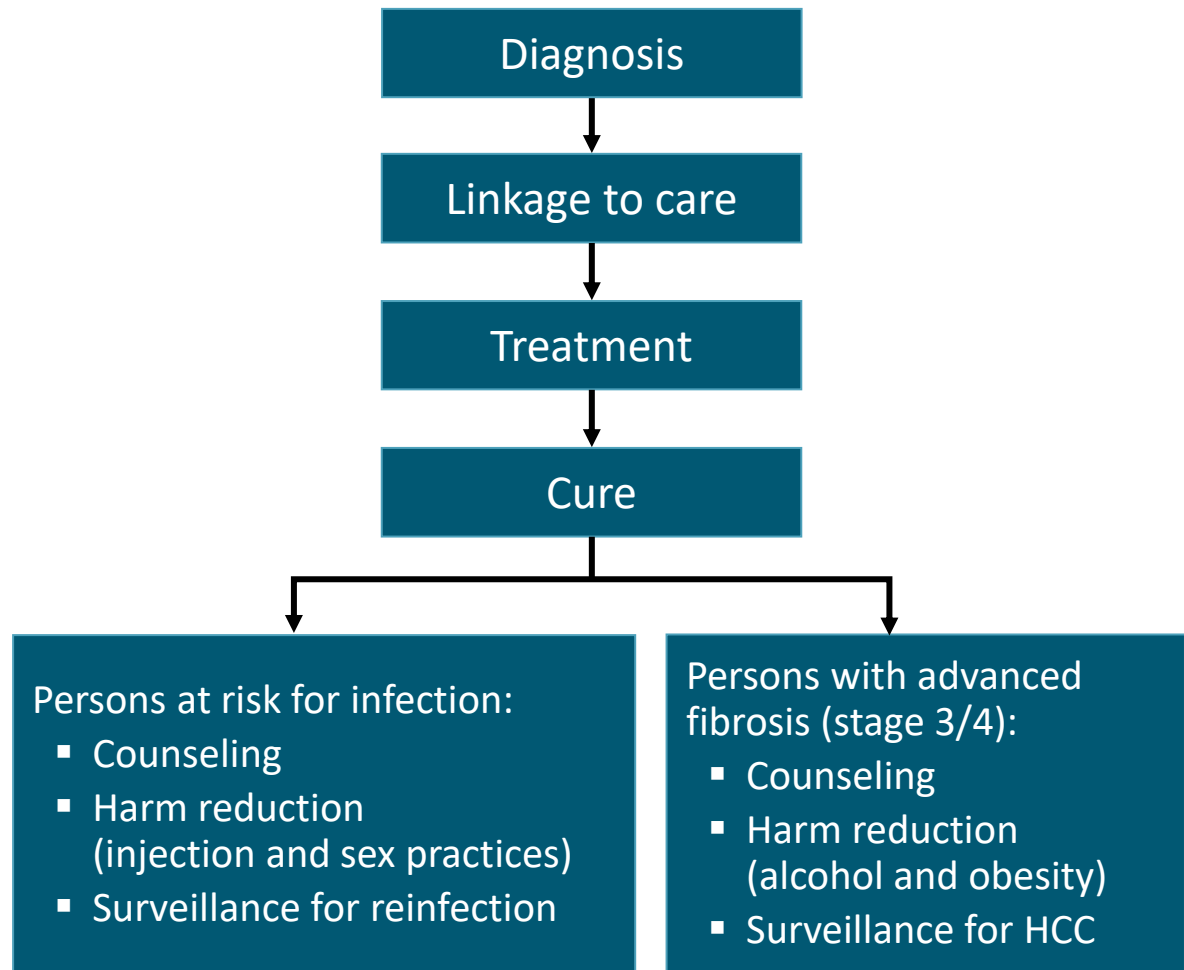 Diagnosis
Linkage to care
Treatment
Cure
Persons at risk for infection:
▪ Counseling
▪ Harm reduction
(injection and sex practices)
▪ Surveillance for reinfection
Persons with advanced
fibrosis (stage 3/4):
▪ Counseling
▪ Harm reduction
(alcohol and obesity)
▪ Surveillance for HCC